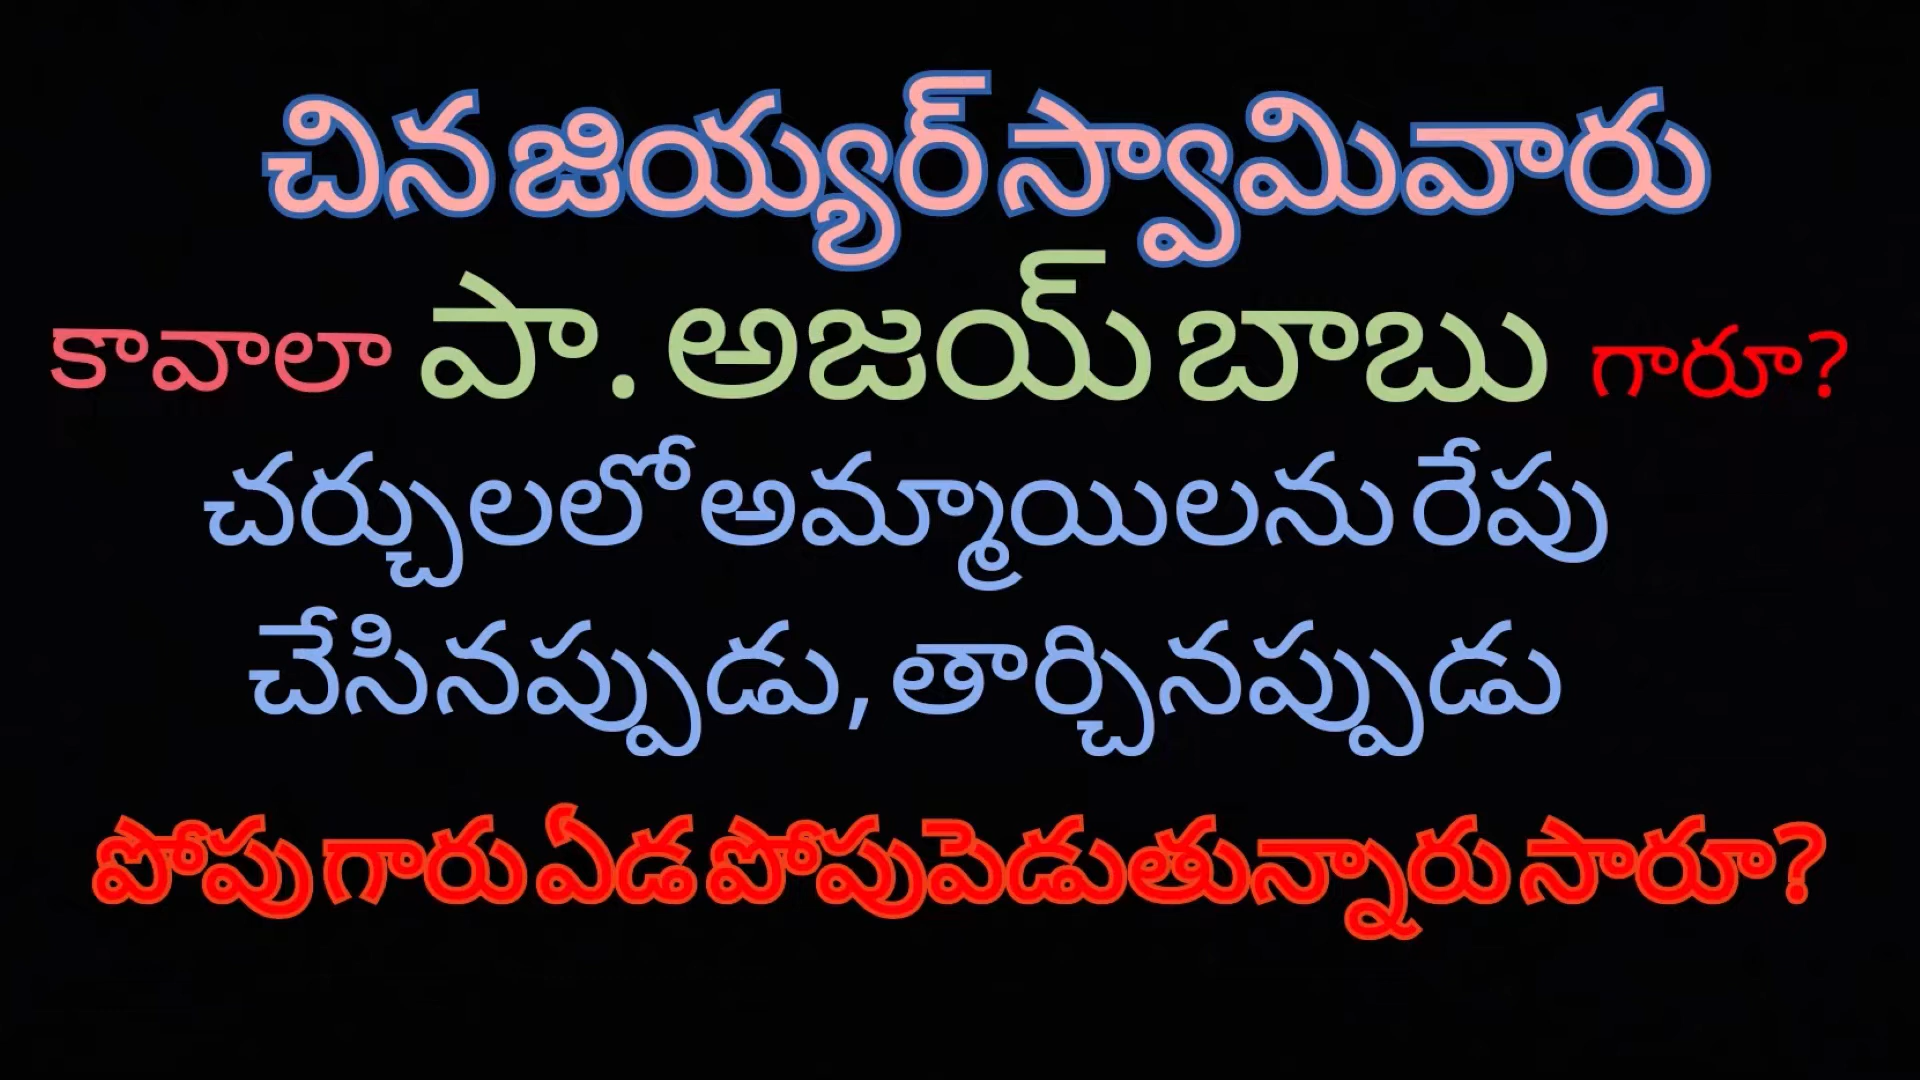 చిన జియ్యర్ స్వామివారు
కావాలా పా. అజయ్ బాబు గారూ?
చర్చులలో అమ్మాయిలను రేపు
చేసినప్పుడు, తార్చినప్పుడు
పోపు గారు ఏడ పోపు పెడుతున్నారు సారూ?